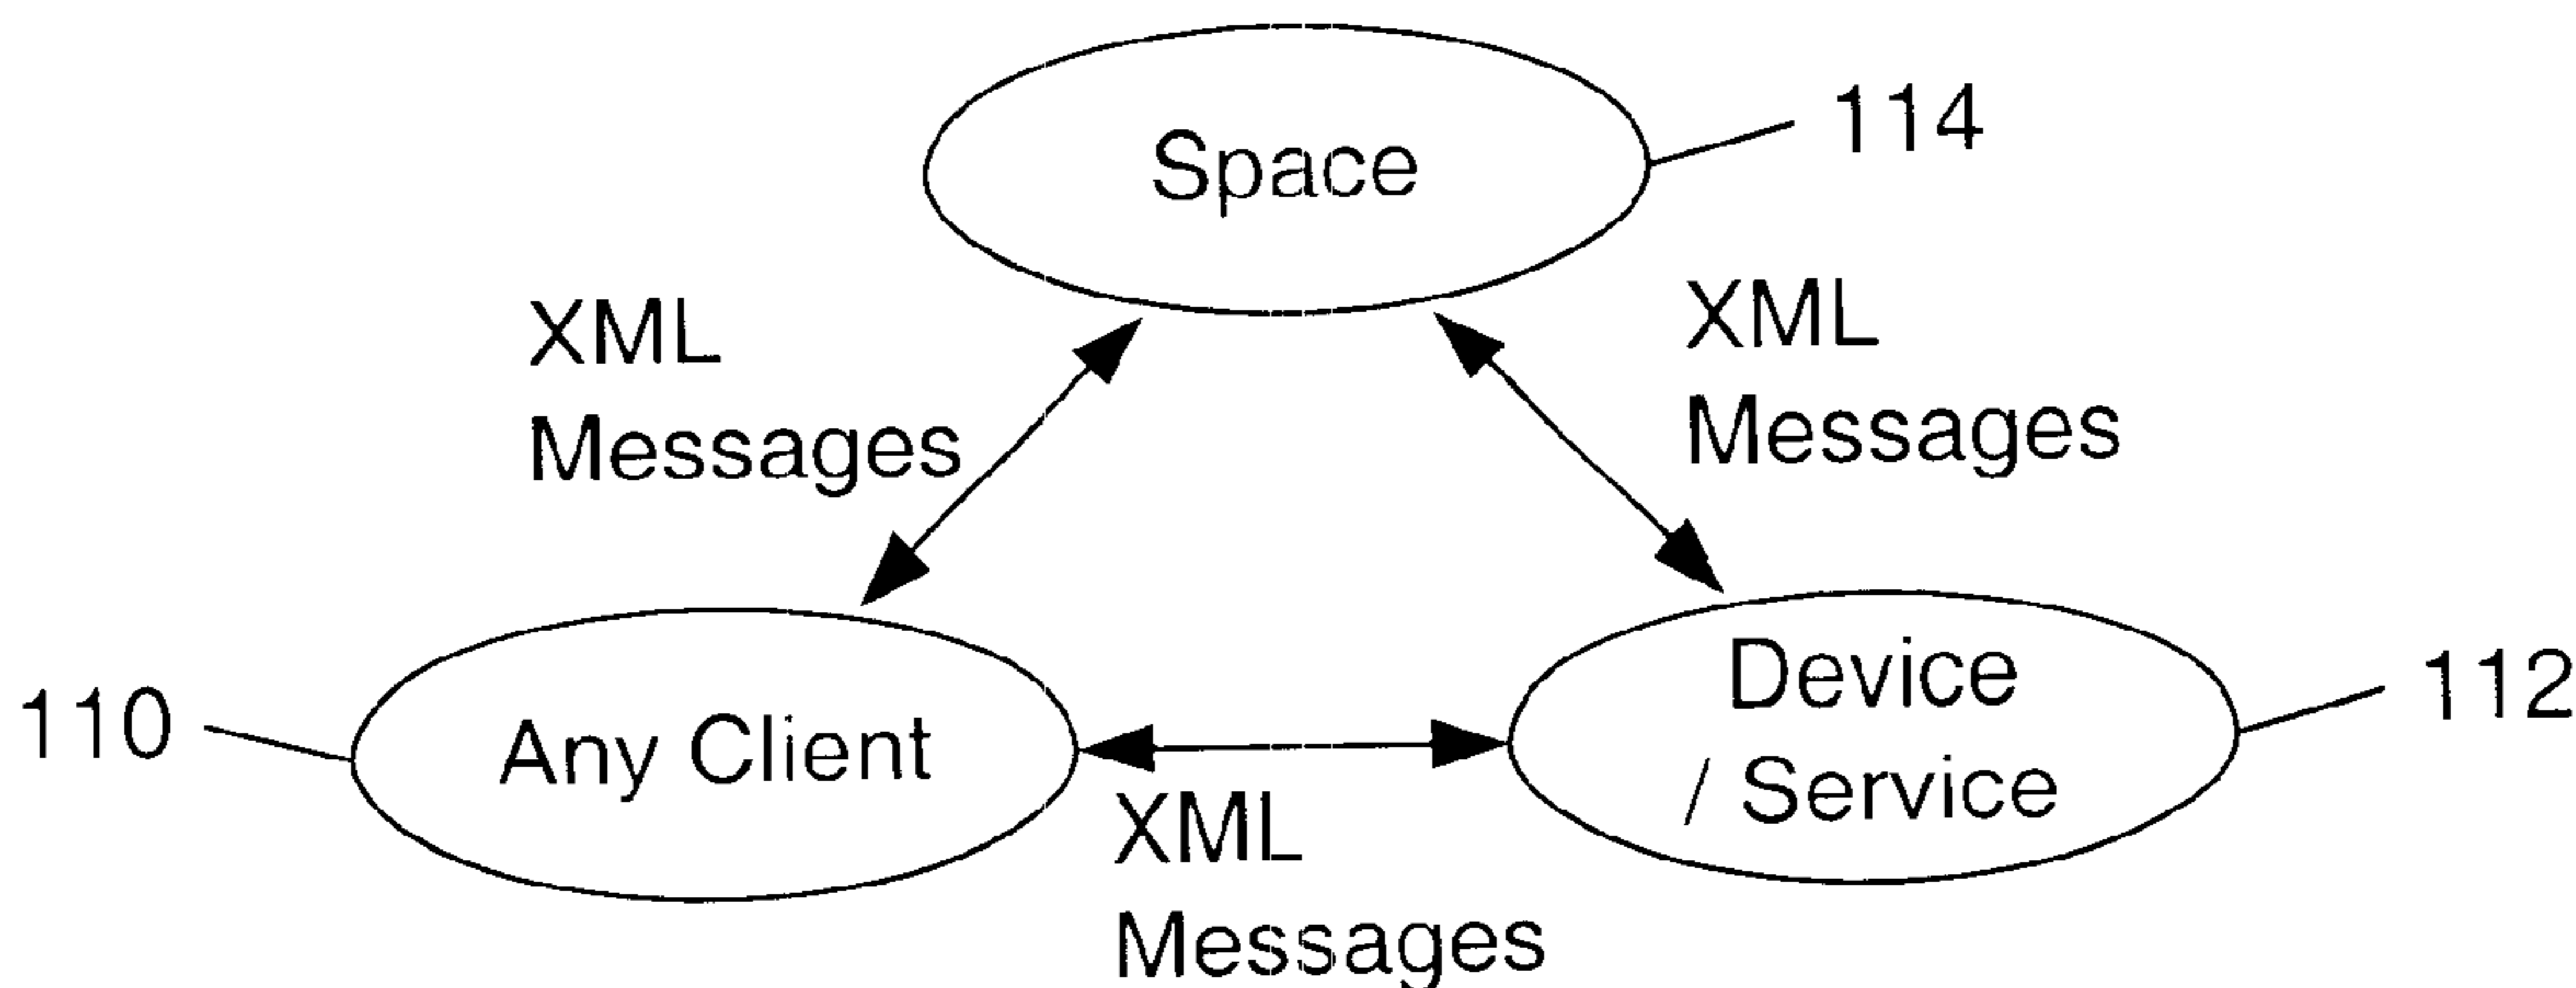 Space
114
XML
Messages
XML
Messages
110
Any Client
Device
/ Service
112
XML
Messages